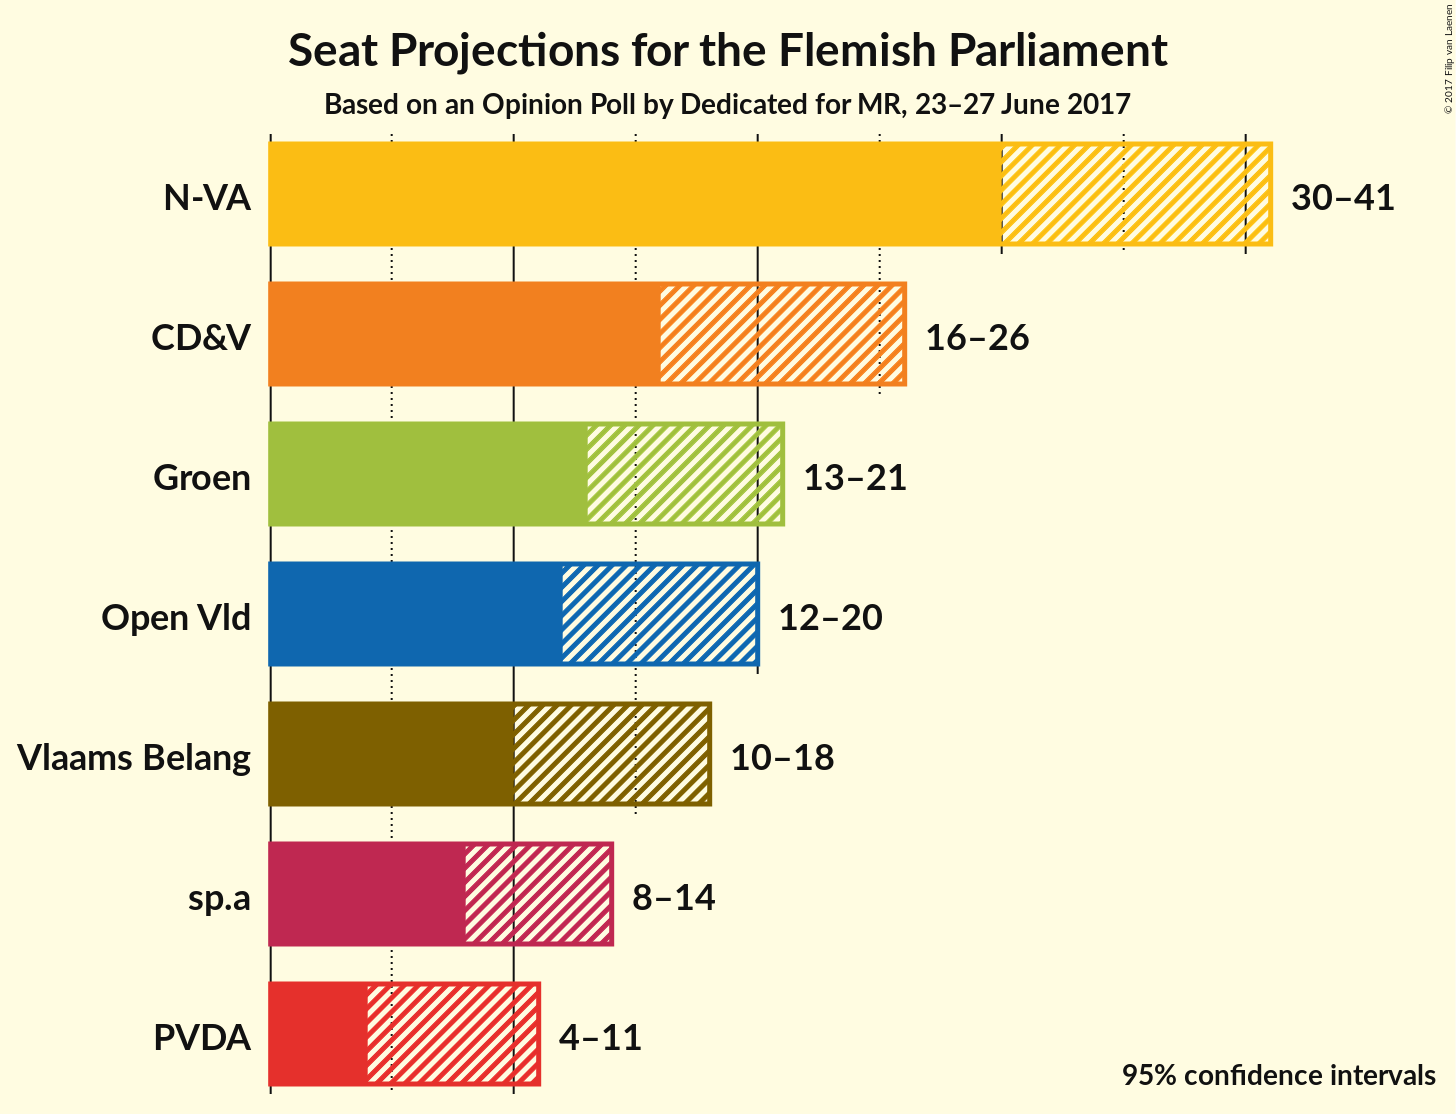 Seat Projections for the Flemish Parliament
Based on an Opinion Poll by Dedicated for MR, 23–27 June 2017
© 2017 Filip van Laenen
N-VA 30–41
CD&V 16–26
Groen 13–21
Open Vld 12–20
Vlaams Belang 10–18
sp.a 8–14
PVDA 4–11
95% confidence intervals